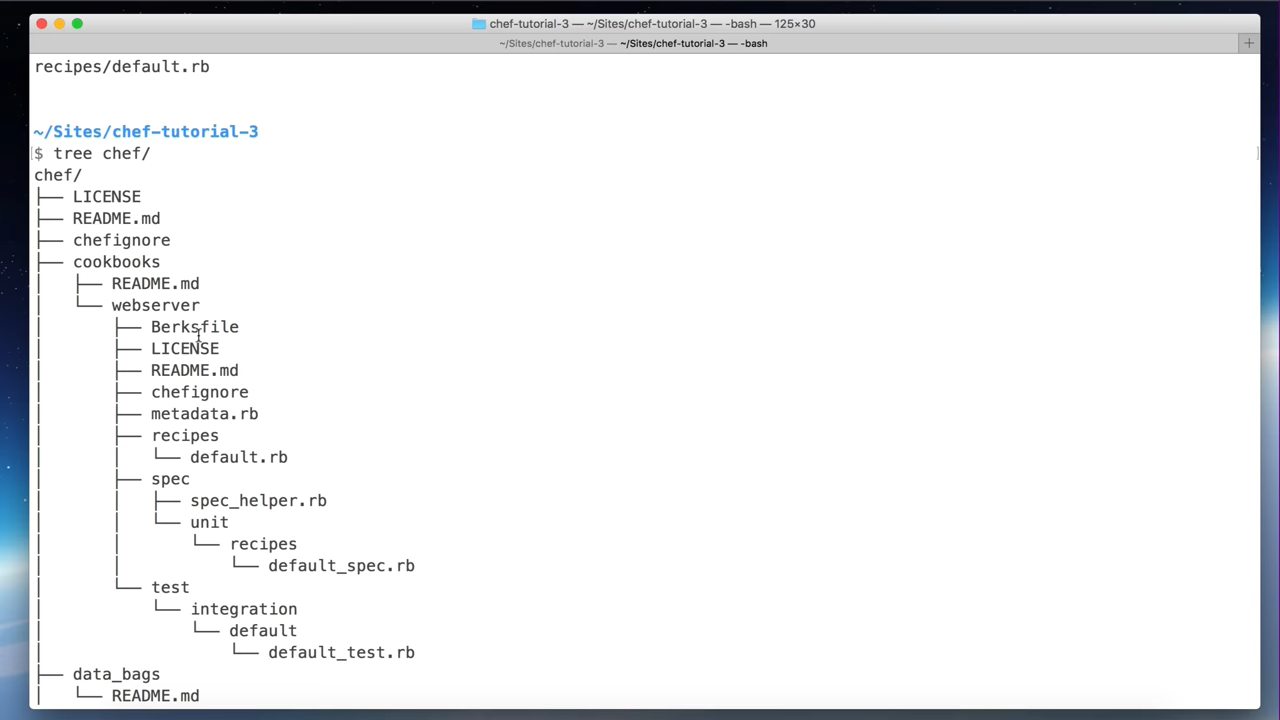 chef-tutorial-3 — ~/Sites/chef-tutorial-3 — -bash — 125×30
~/Sites/chef-tutorial-3 — ~/Sites/chef-tutorial-3 — -bash +
recipes/default.rb
~/Sites/chef-tutorial-3
[$ tree chef/ ]
chef/
├── LICENSE
├── README.md
├── chefignore
├── cookbooks
│   ├── README.md
│   └── webserver
│       ├── Berksfile
│       ├── LICENSE
│       ├── README.md
│       ├── chefignore
│       ├── metadata.rb
│       ├── recipes
│       │   └── default.rb
│       ├── spec
│       │   ├── spec_helper.rb
│       │   └── unit
│       │       └── recipes
│       │           └── default_spec.rb
│       └── test
│           └── integration
│               └── default
│                   └── default_test.rb
├── data_bags
│   └── README.md